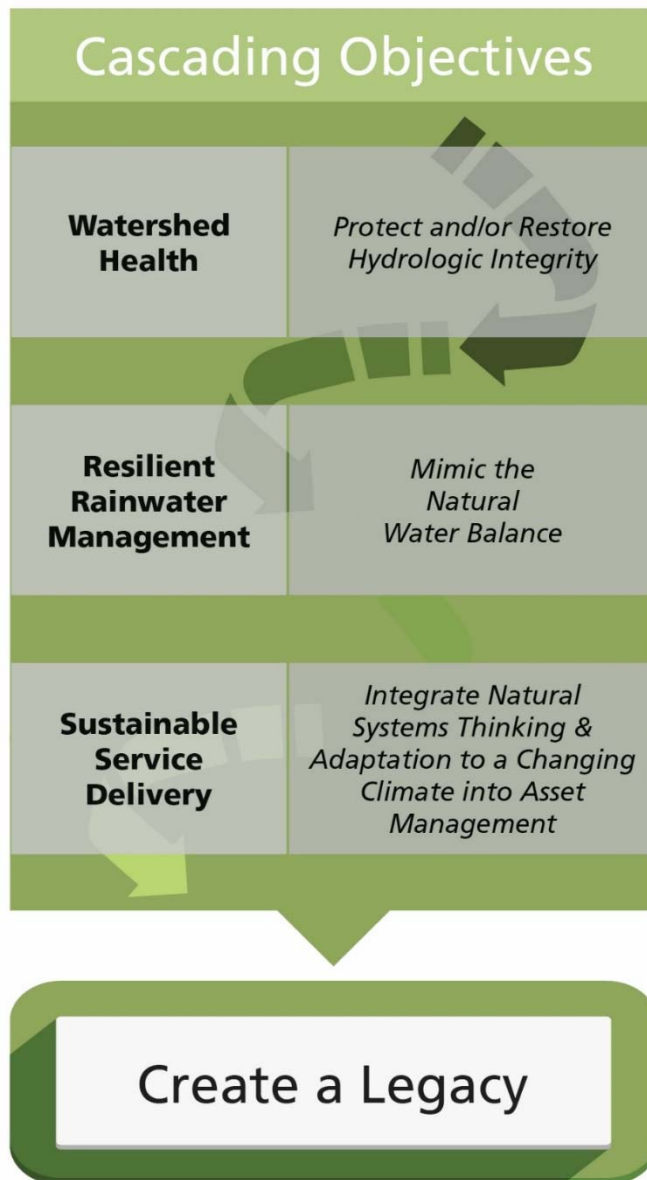 Cascading Objectives
Watershed
Health
Protect and/or Restore
Hydrologic Integrity
Resilient
Rainwater
Management
Mimic the
Natural
Water Balance
Sustainable
Service
Delivery
Integrate Natural
Systems Thinking &
Adaptation to a Changing
Climate into Asset
Management
Create a Legacy